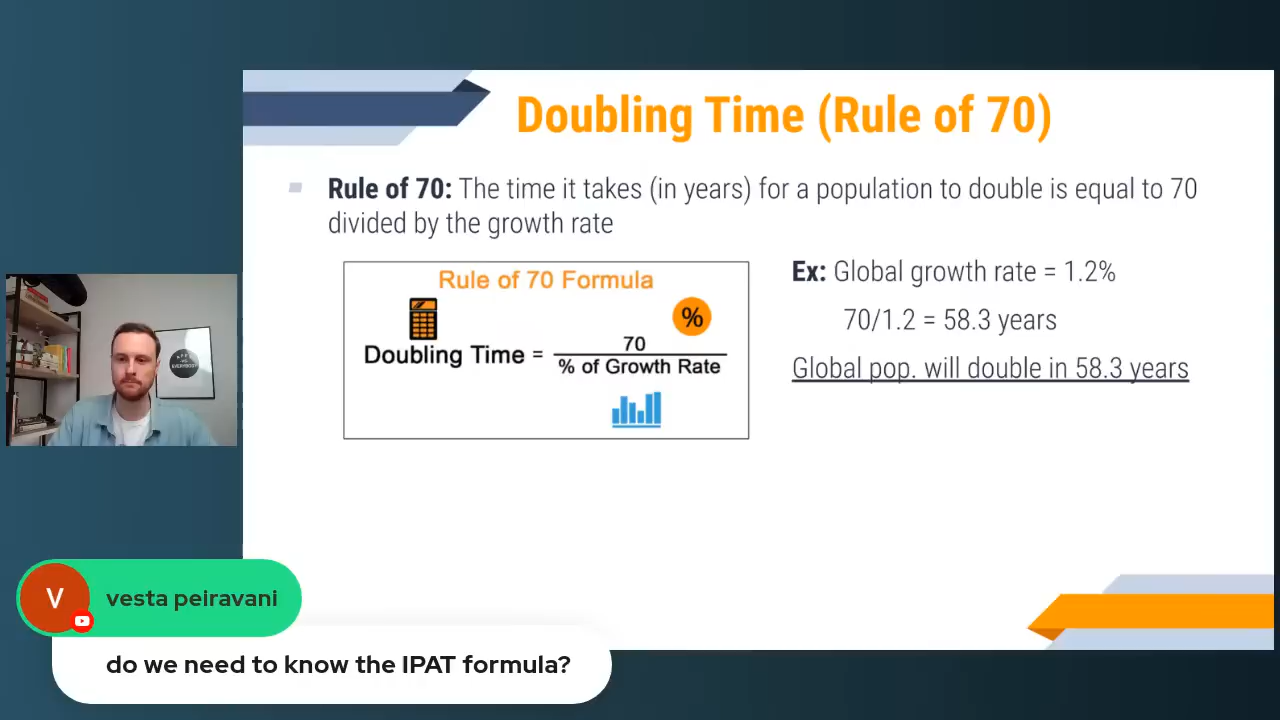 Doubling Time (Rule of 70)
Rule of 70: The time it takes (in years) for a population to double is equal to 70
divided by the growth rate
Rule of 70 Formula
%
Doubling Time =
70
% of Growth Rate
Ex: Global growth rate = 1.2%
70/1.2 = 58.3 years
Global pop. will double in 58.3 years
V
vesta peiravani
do we need to know the IPAT formula?